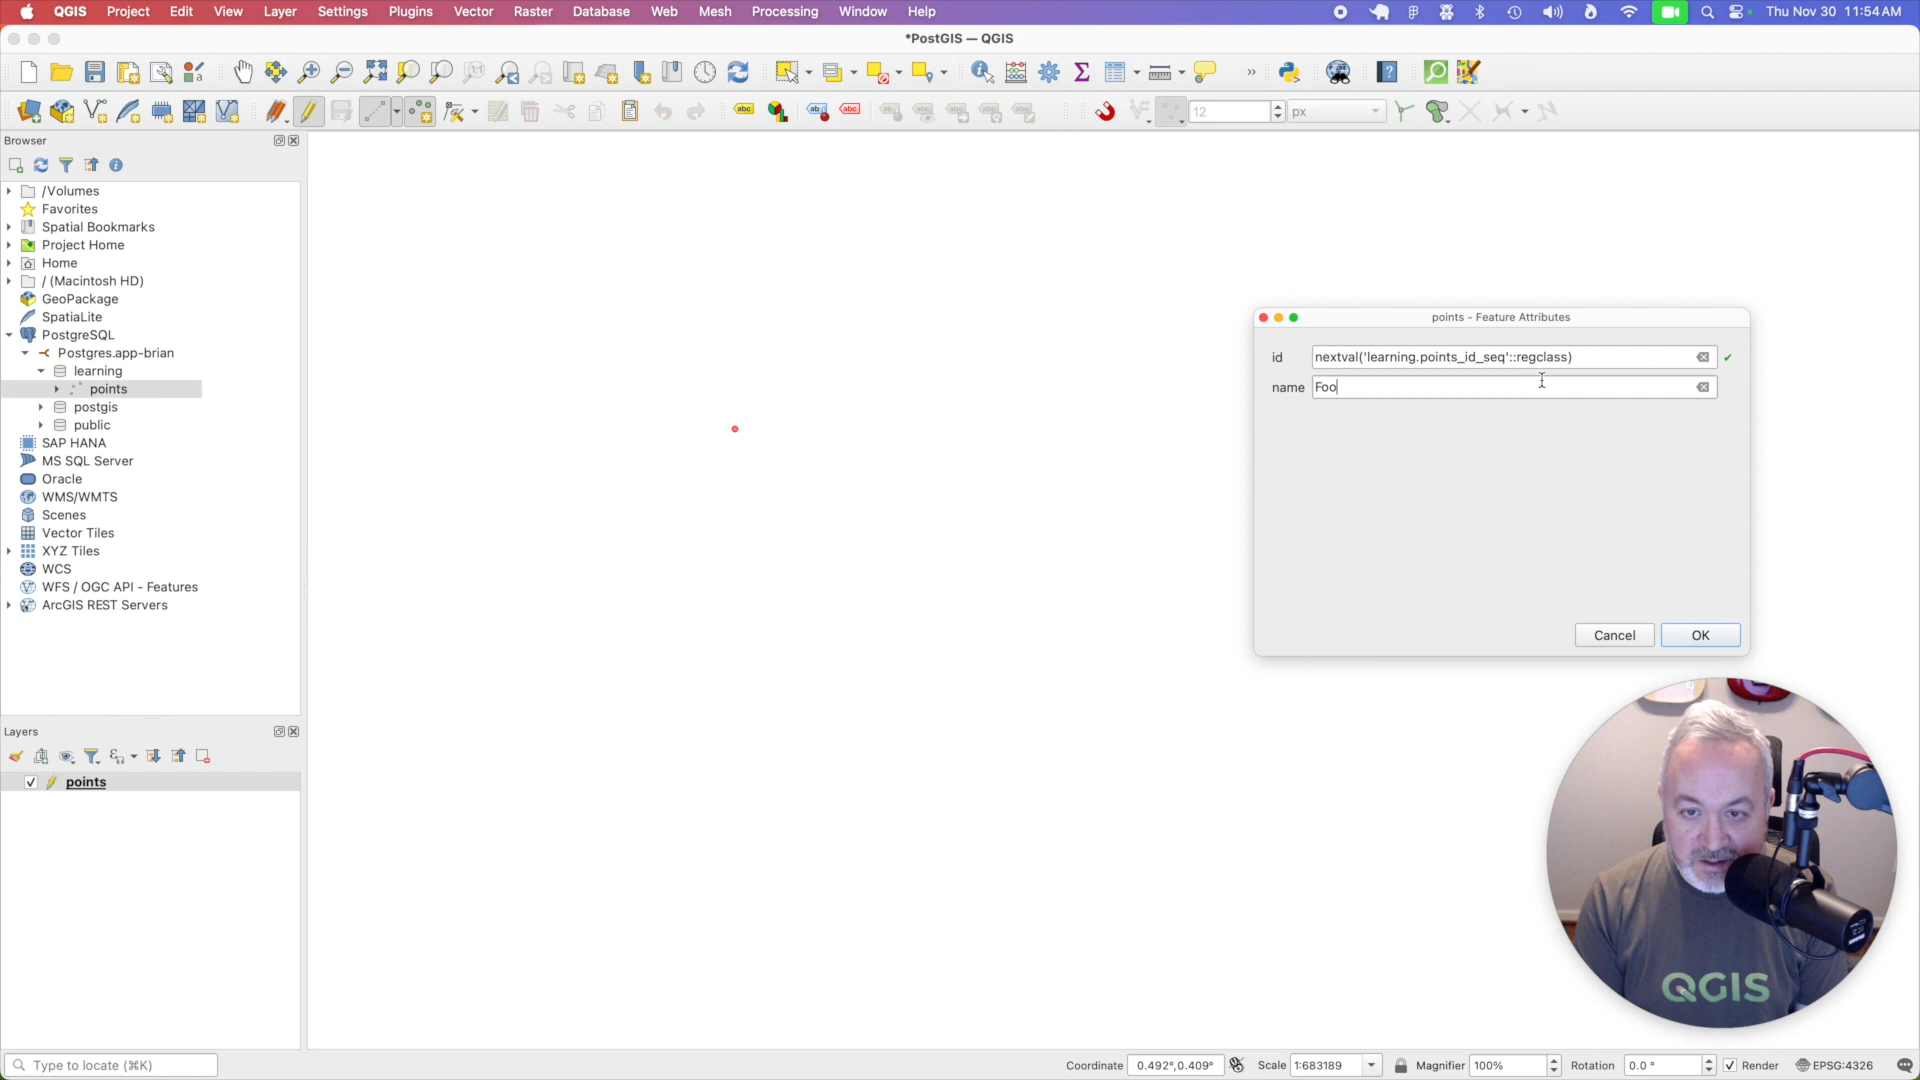 QGIS Project Edit View Layer Settings Plugins Vector Raster Database Web Mesh Processing Window Help Thu Nov 30 11:54 AM
*PostGIS — QGIS
12 px
Browser
/Volumes
Favorites
Spatial Bookmarks
Project Home
Home
/ (Macintosh HD)
GeoPackage
SpatiaLite
PostgreSQL
Postgres.app-brian
learning
points
postgis
public
SAP HANA
MS SQL Server
Oracle
WMS/WMTS
Scenes
Vector Tiles
XYZ Tiles
WCS
WFS / OGC API - Features
ArcGIS REST Servers
points - Feature Attributes
id nextval('learning.points_id_seq'::regclass)
name Foo
Cancel OK
Layers
points
QGIS
Type to locate (⌘K) Coordinate 0.492°,0.409° Scale 1:683189 Magnifier 100% Rotation 0.0 ° Render EPSG:4326